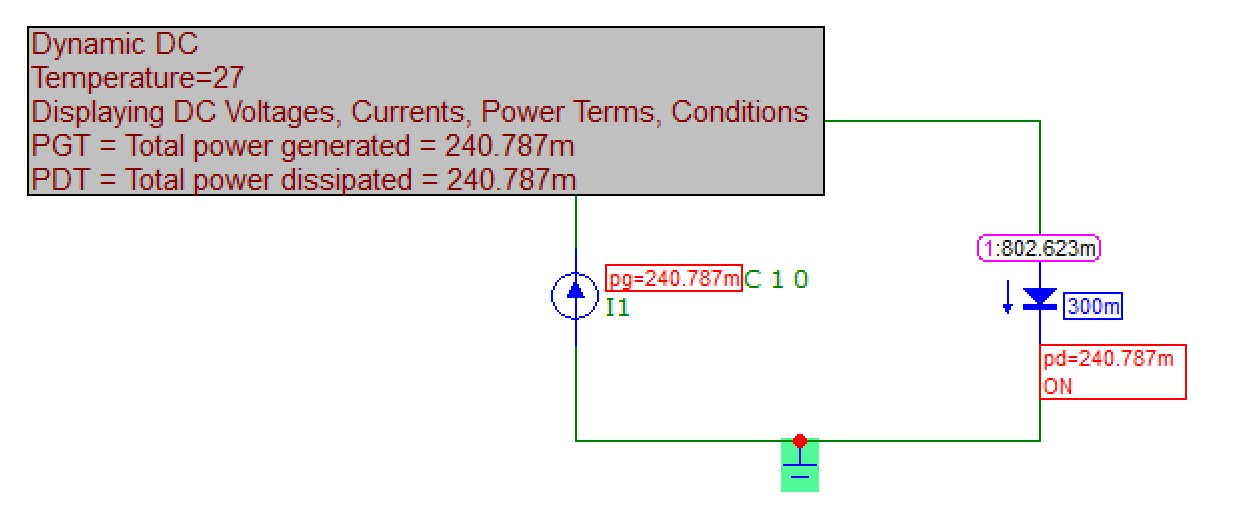 Dynamic DC
Temperature=27
Displaying DC Voltages, Currents, Power Terms, Conditions
PGT = Total power generated = 240.787m
PDT = Total power dissipated = 240.787m
1:802.623m
pg=240.787m C 1 0
I1
300m
pd=240.787m
ON